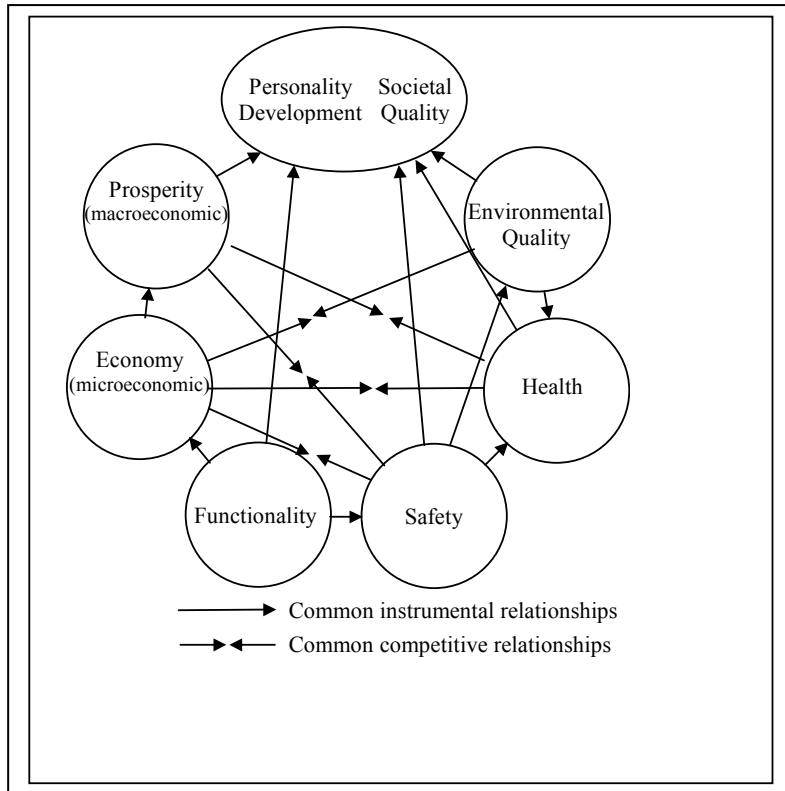 Personality Societal
Development Quality
Prosperity
(macroeconomic)
Environmental
Quality
Economy
(microeconomic)
Health
Functionality
Safety
Common instrumental relationships
Common competitive relationships